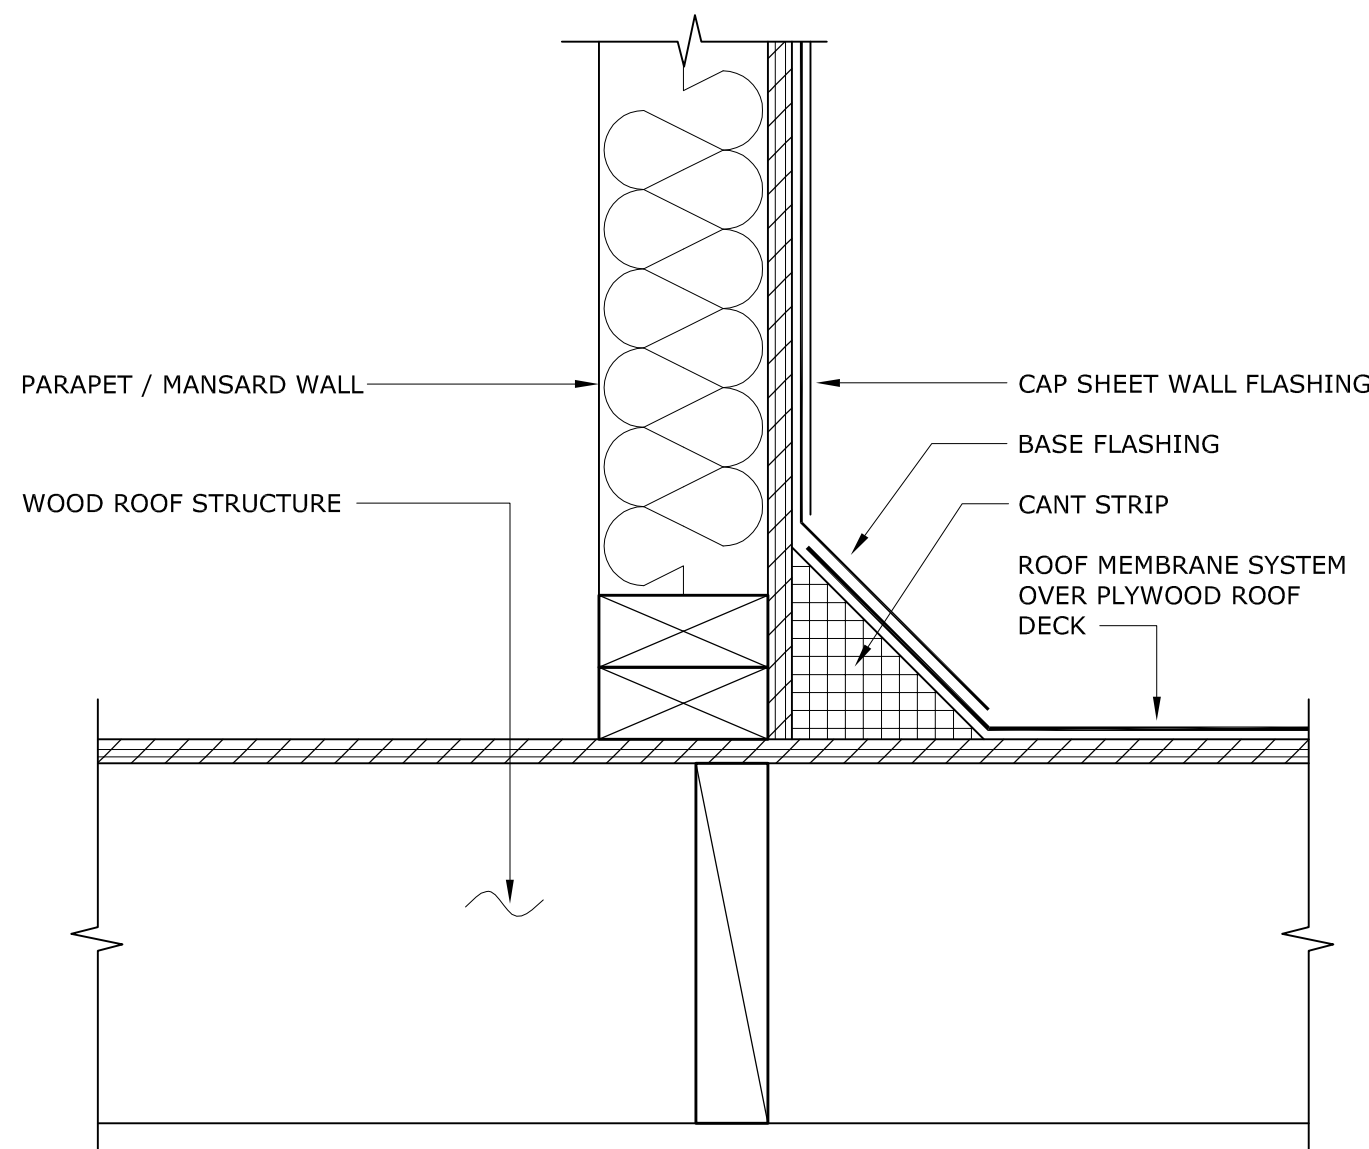 PARAPET / MANSARD WALL
WOOD ROOF STRUCTURE
CAP SHEET WALL FLASHING
BASE FLASHING
CANT STRIP
ROOF MEMBRANE SYSTEM
OVER PLYWOOD ROOF
DECK